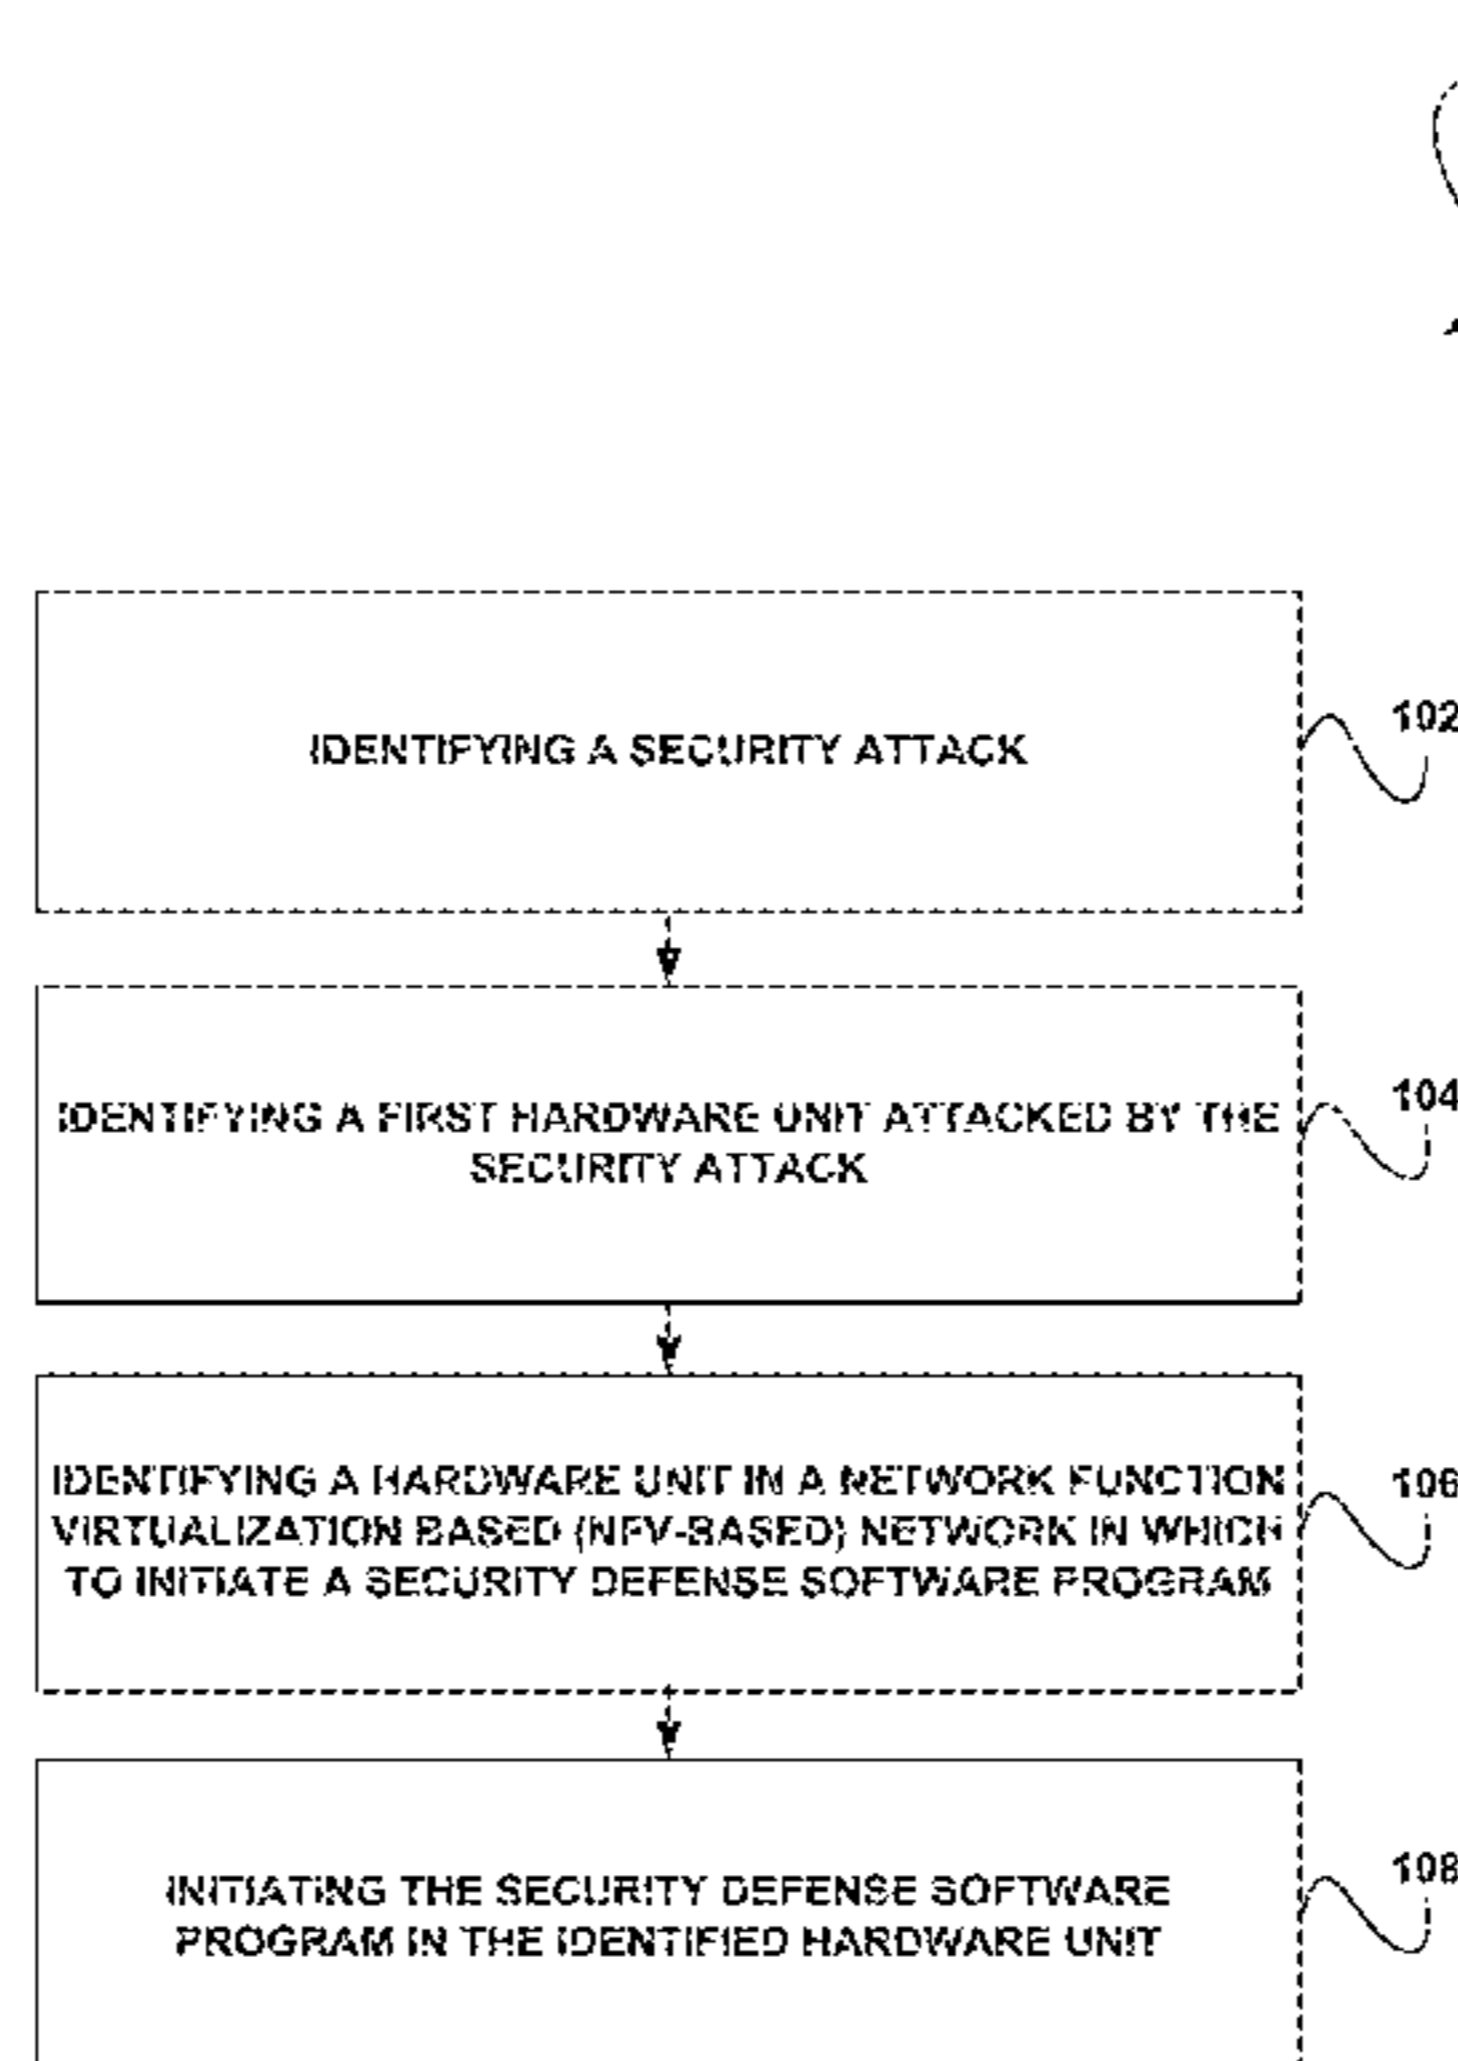 IDENTIFYING A SECURITY ATTACK
102
IDENTIFYING A FIRST HARDWARE UNIT ATTACKED BY THE
SECURITY ATTACK
104
IDENTIFYING A HARDWARE UNIT IN A NETWORK FUNCTION
VIRTUALIZATION BASED (NFV-BASED) NETWORK IN WHICH
TO INITIATE A SECURITY DEFENSE SOFTWARE PROGRAM
106
INITIATING THE SECURITY DEFENSE SOFTWARE
PROGRAM IN THE IDENTIFIED HARDWARE UNIT
108